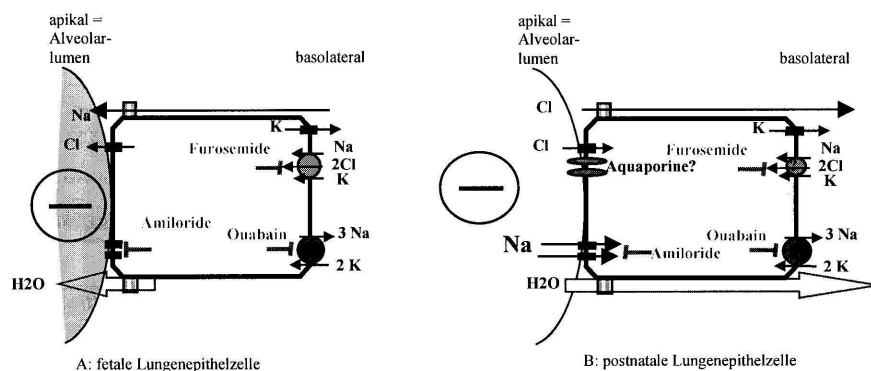 apikal =
Alveolar-
lumen
basolateral
Na
Cl
K
Furosemide
Na
2Cl
K
Amiloride
Ouabain
3 Na
2 K
H2O
A: fetale Lungenepithelzelle
apikal =
Alveolar-
lumen
basolateral
Cl
Cl
K
Furosemide
Na
2Cl
K
Aquaporine?
Na
Ouabain
Amiloride
3 Na
2 K
H2O
B: postnatale Lungenepithelzelle